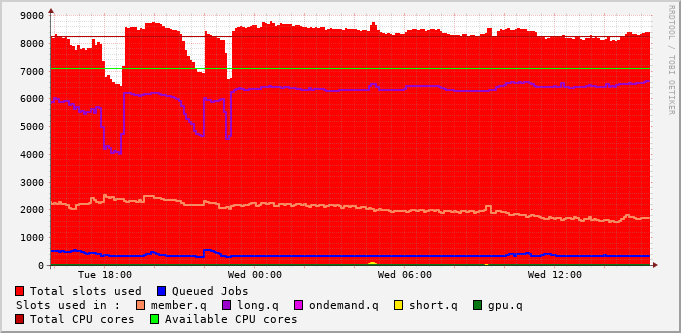 9000
8000
7000
6000
5000
4000
3000
2000
1000
0
Tue 18:00 Wed 00:00 Wed 06:00 Wed 12:00
RRDTOOL / TOBI OETIKER
Total slots used Queued Jobs
Slots used in : member.q long.q ondemand.q short.q gpu.q
Total CPU cores Available CPU cores